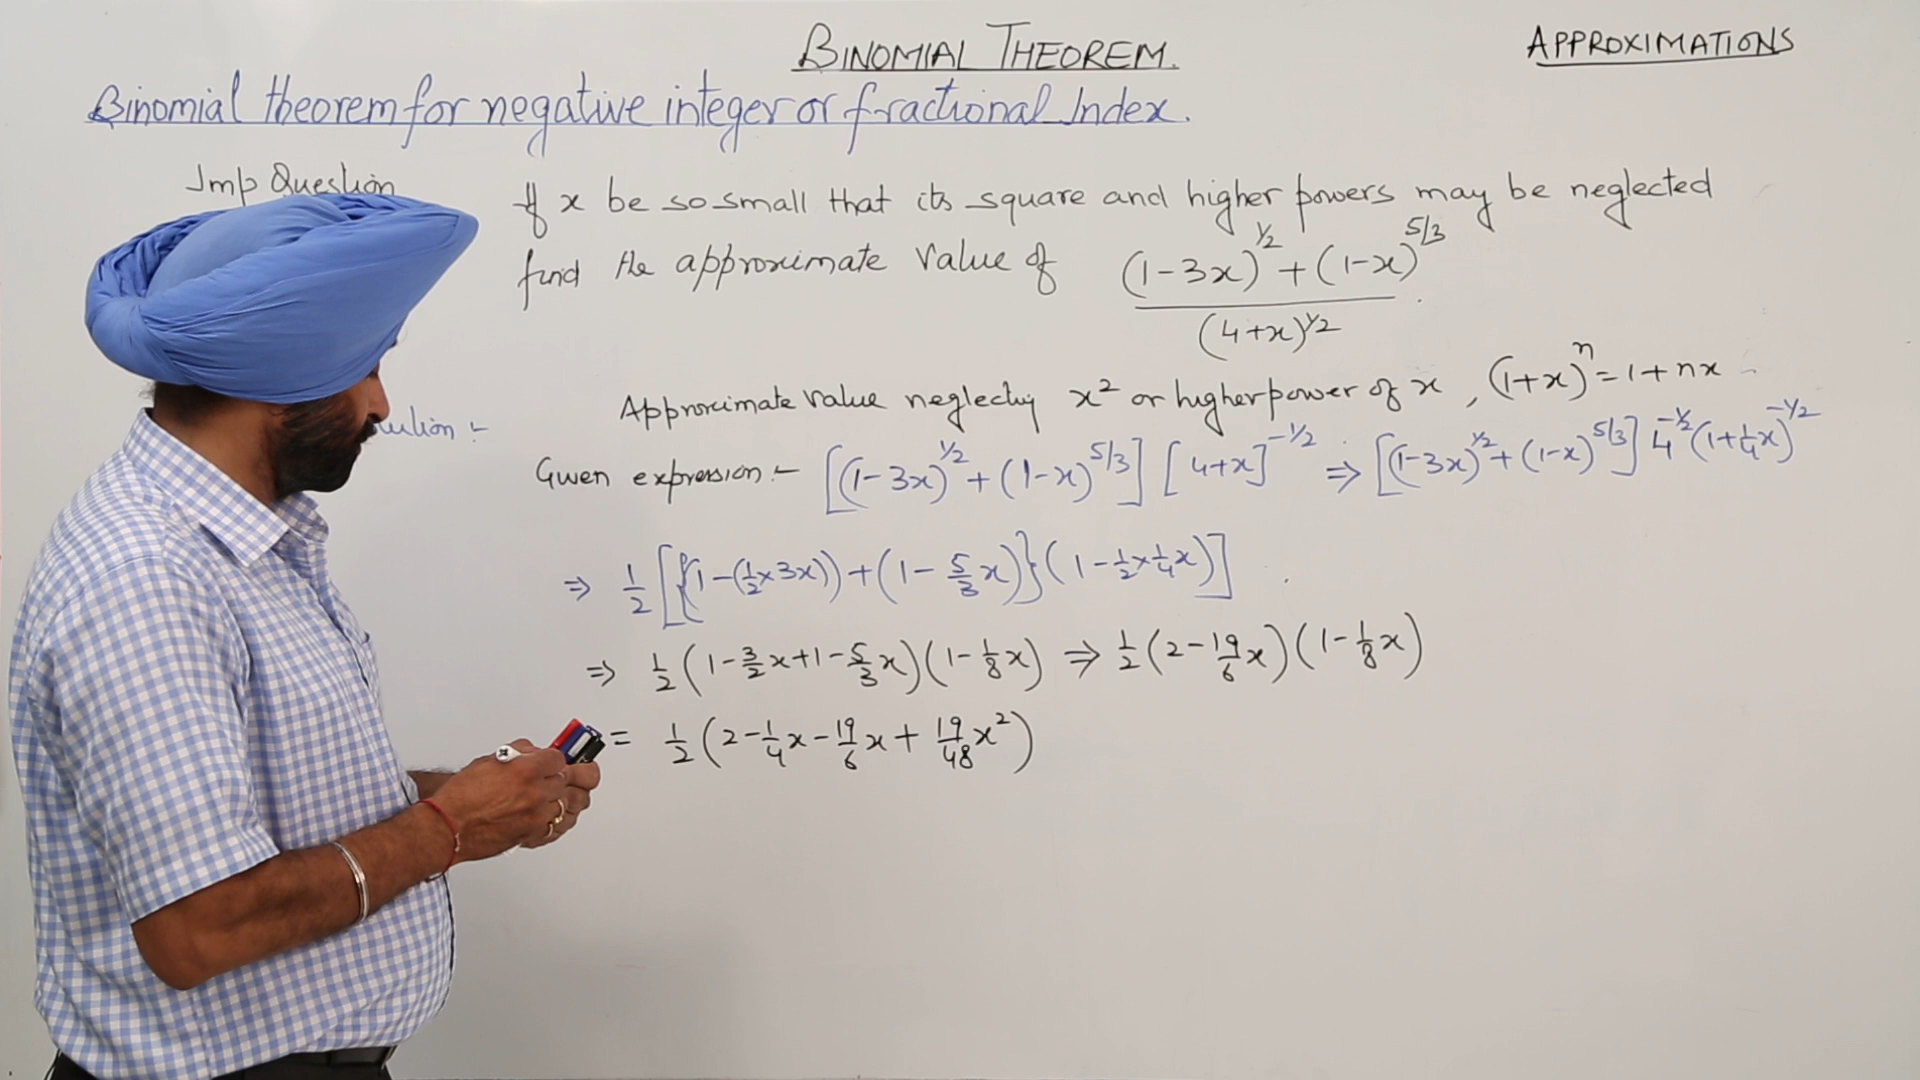 BINOMIAL THEOREM.
APPROXIMATIONS
Binomial theorem for negative integer or fractional Index.
Imp Question
If x be so small that its square and higher powers may be neglected
find the approximate value of (1-3x)^1/2 + (1-x)^5/3 / (4+x)^1/2 .
Approximate value neglecting x² or higher power of x , (1+x)^n = 1 + nx
Given expression :- [(1-3x)^1/2 + (1-x)^5/3] [4+x]^-1/2 ⇒ [(1-3x)^1/2 + (1-x)^5/3] 4^-1/2 (1+1/4x)^-1/2
⇒ 1/2 [{(1-(1/2×3x)) + (1-5/3x)} (1-1/2×1/4x)]
⇒ 1/2 (1-3/2x+1-5/3x) (1-1/8x) ⇒ 1/2 (2-19/6x) (1-1/8x)
= 1/2 (2-1/4x-19/6x + 19/48x²)